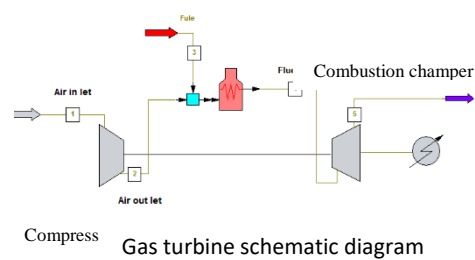 Fule
3
Flue
Combustion champer
Air in let
1
5
2
Air out let
Compress
Gas turbine schematic diagram